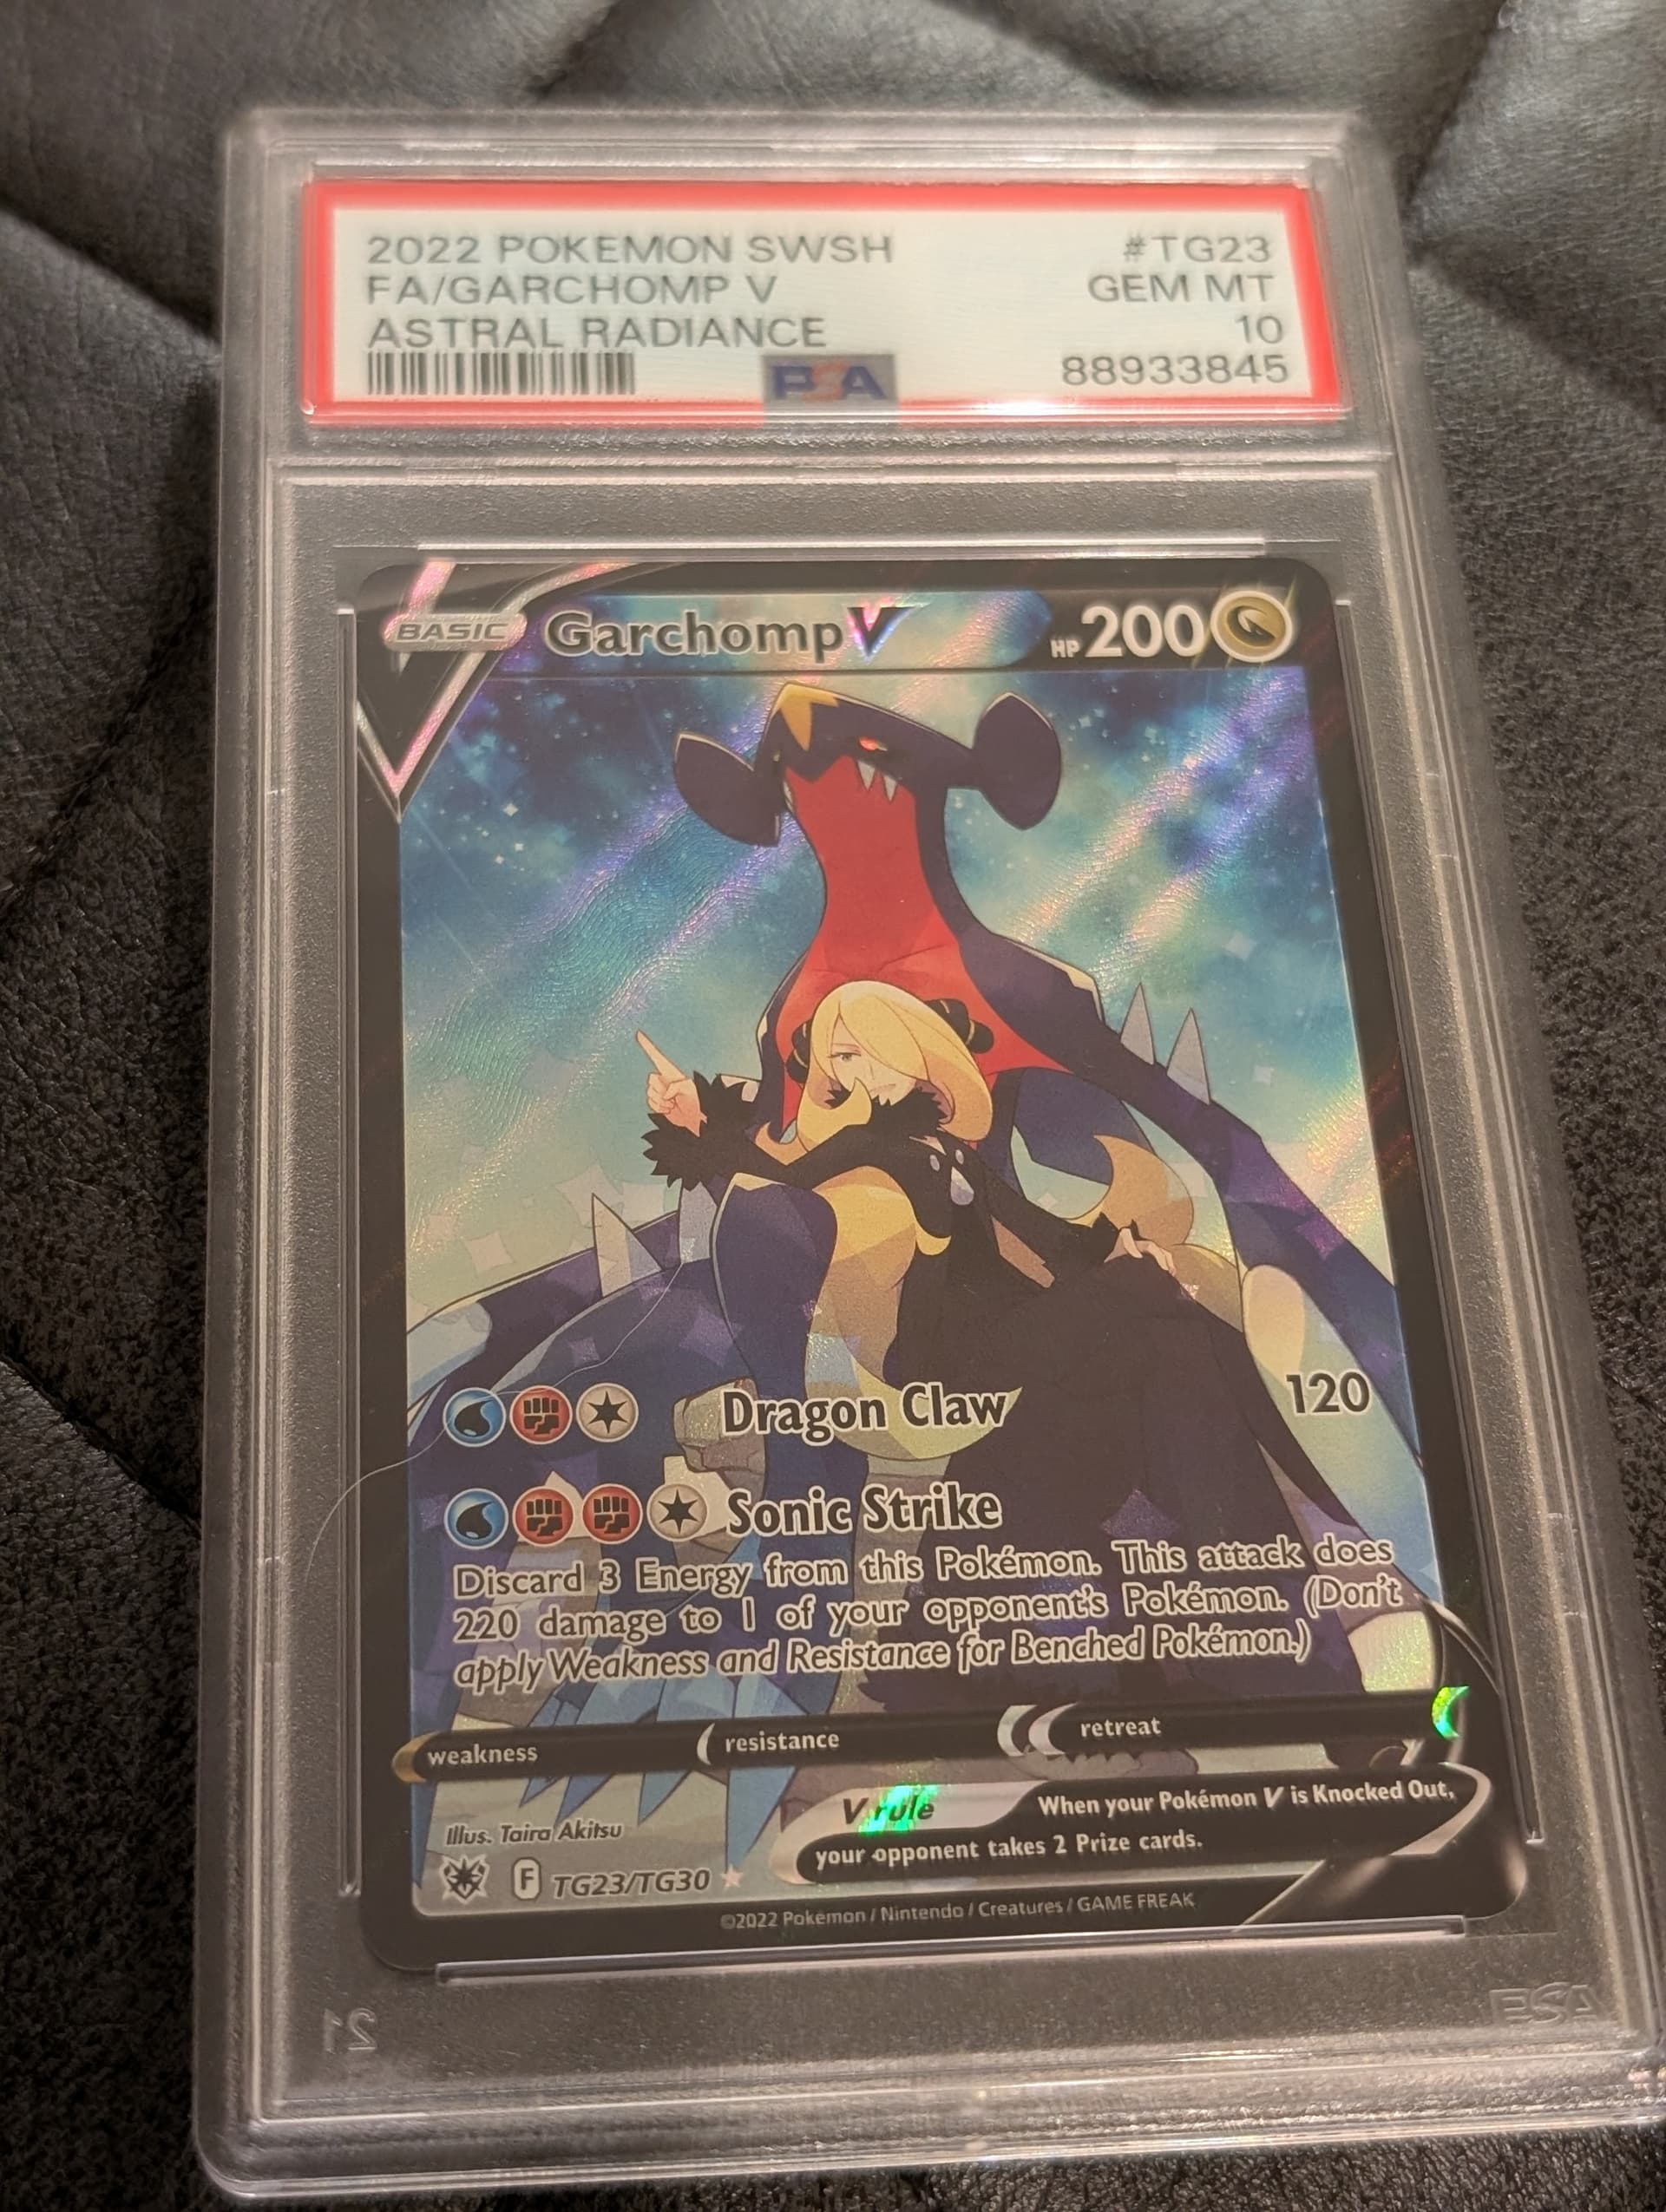 2022 POKEMON SWSH #TG23
FA/GARCHOMP V GEM MT
ASTRAL RADIANCE 10
PSA 88933845
BASIC Garchomp V HP 200
Dragon Claw 120
Sonic Strike
Discard 3 Energy from this Pokémon. This attack does
220 damage to 1 of your opponent's Pokémon. (Don't
apply Weakness and Resistance for Benched Pokémon.)
weakness resistance retreat
V rule When your Pokémon V is Knocked Out,
your opponent takes 2 Prize cards.
Illus. Taira Akitsu
F TG23/TG30
©2022 Pokémon / Nintendo / Creatures / GAME FREAK
21
PSA